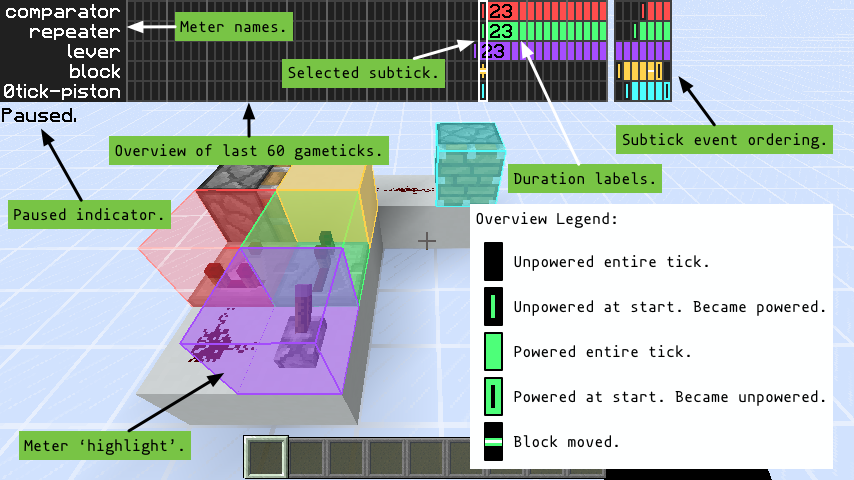 comparator
repeater
lever
block
0tick-piston
Paused.
23
23
23
Meter names.
Selected subtick.
Overview of last 60 gameticks.
Subtick event ordering.
Duration labels.
Paused indicator.
Overview Legend:
Unpowered entire tick.
Unpowered at start. Became powered.
Powered entire tick.
Powered at start. Became unpowered.
Block moved.
Meter ‘highlight’.